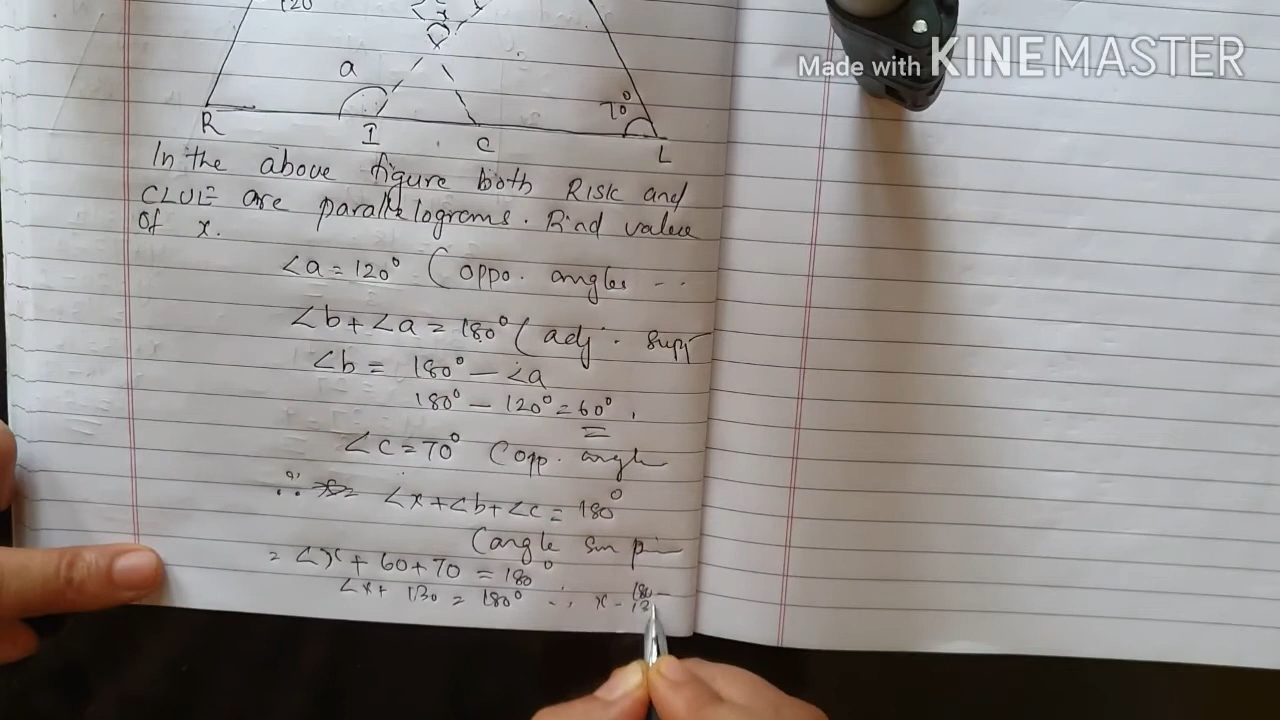 120
x
Made with KINEMASTER
a
70°
R
I
C
L
In the above figure both RISK and
CLUE are parallelograms. Find value
of x.
∠a = 120° (oppo. angles ..
∠b + ∠a = 180° (adj. supp
∠b = 180° - ∠a
180° - 120° = 60°.
∠c = 70° (opp. angle
∴ ∠x + ∠b + ∠c = 180°
(angle sum
= ∠x + 60 + 70 = 180°
∠x + 130 = 180° ∴ x - 180 -